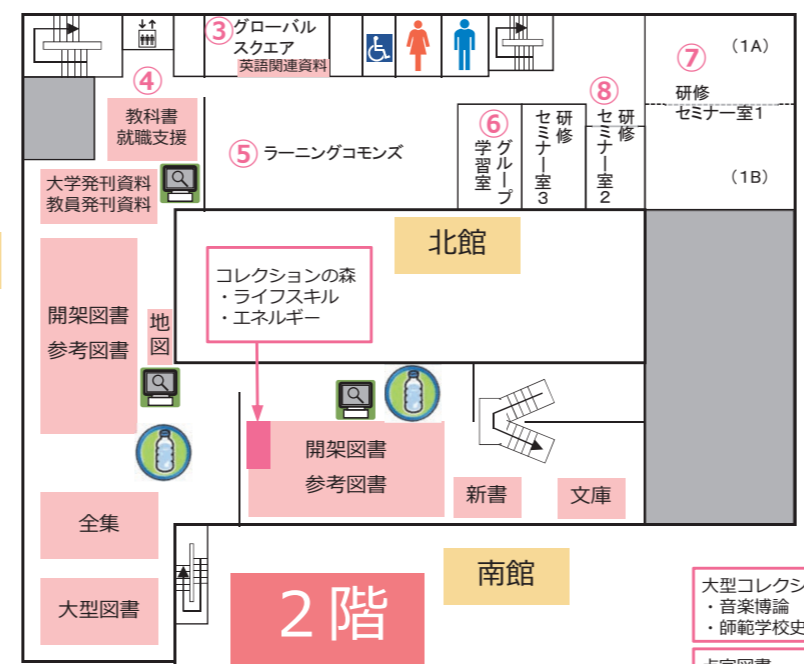 ③グローバル
スクエア
英語関連資料
④
教科書
就職支援
⑤ ラーニングコモンズ
⑥
グループ
学習室
研修
セミナー室3
⑧
研修
セミナー室2
⑦
(1A)
研修
セミナー室1
(1B)
大学発刊資料
教員発刊資料
北館
コレクションの森
・ライフスキル
・エネルギー
開架図書
参考図書
地図
開架図書
参考図書
新書
文庫
全集
大型図書
2階
南館
大型コレクシ
・音楽博論
・師範学校史